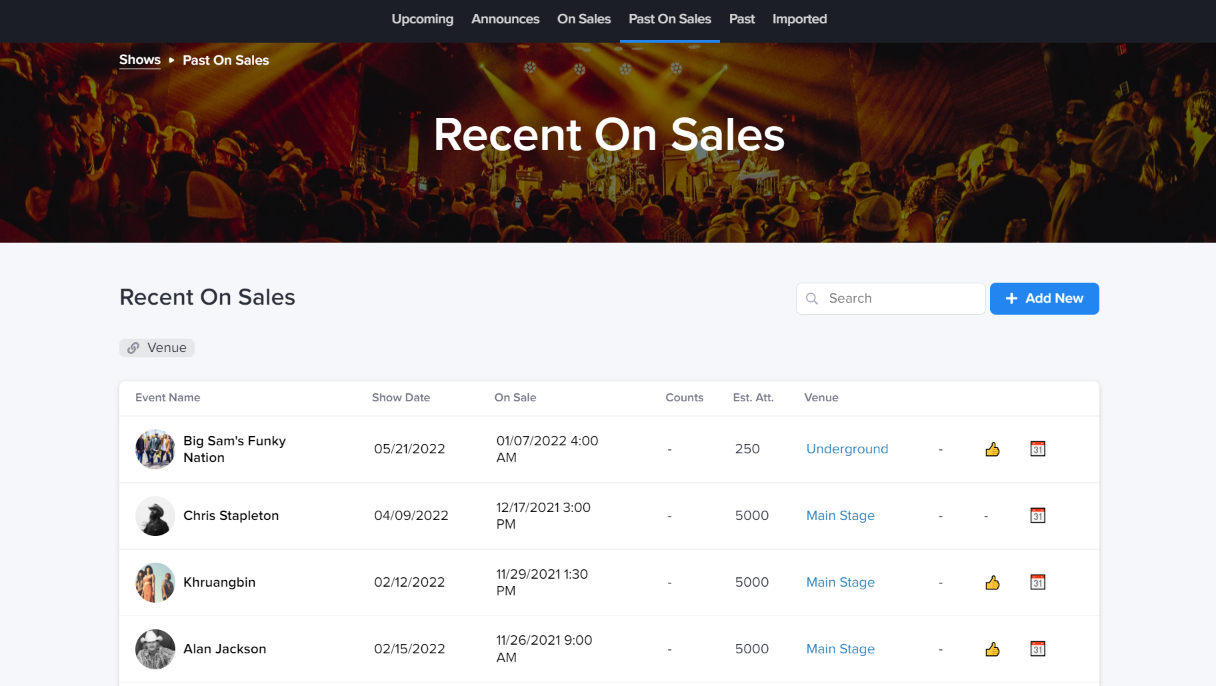 Upcoming Announces On Sales Past On Sales Past Imported
Shows ▸ Past On Sales
Recent On Sales
Recent On Sales
Search
+ Add New
Venue
Event Name Show Date On Sale Counts Est. Att. Venue
Big Sam's Funky
Nation
05/21/2022
01/07/2022 4:00
AM
- 250 Underground -
31
Chris Stapleton 04/09/2022
12/17/2021 3:00
PM
- 5000 Main Stage - -
31
Khruangbin 02/12/2022
11/29/2021 1:30
PM
- 5000 Main Stage -
31
Alan Jackson 02/15/2022
11/26/2021 9:00
AM
- 5000 Main Stage -
31